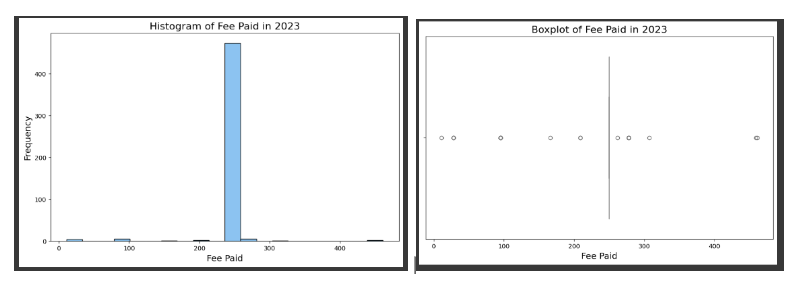 Histogram of Fee Paid in 2023
Frequency
400
300
200
100
0
0 100 200 300 400
Fee Paid
Boxplot of Fee Paid in 2023
0 100 200 300 400
Fee Paid